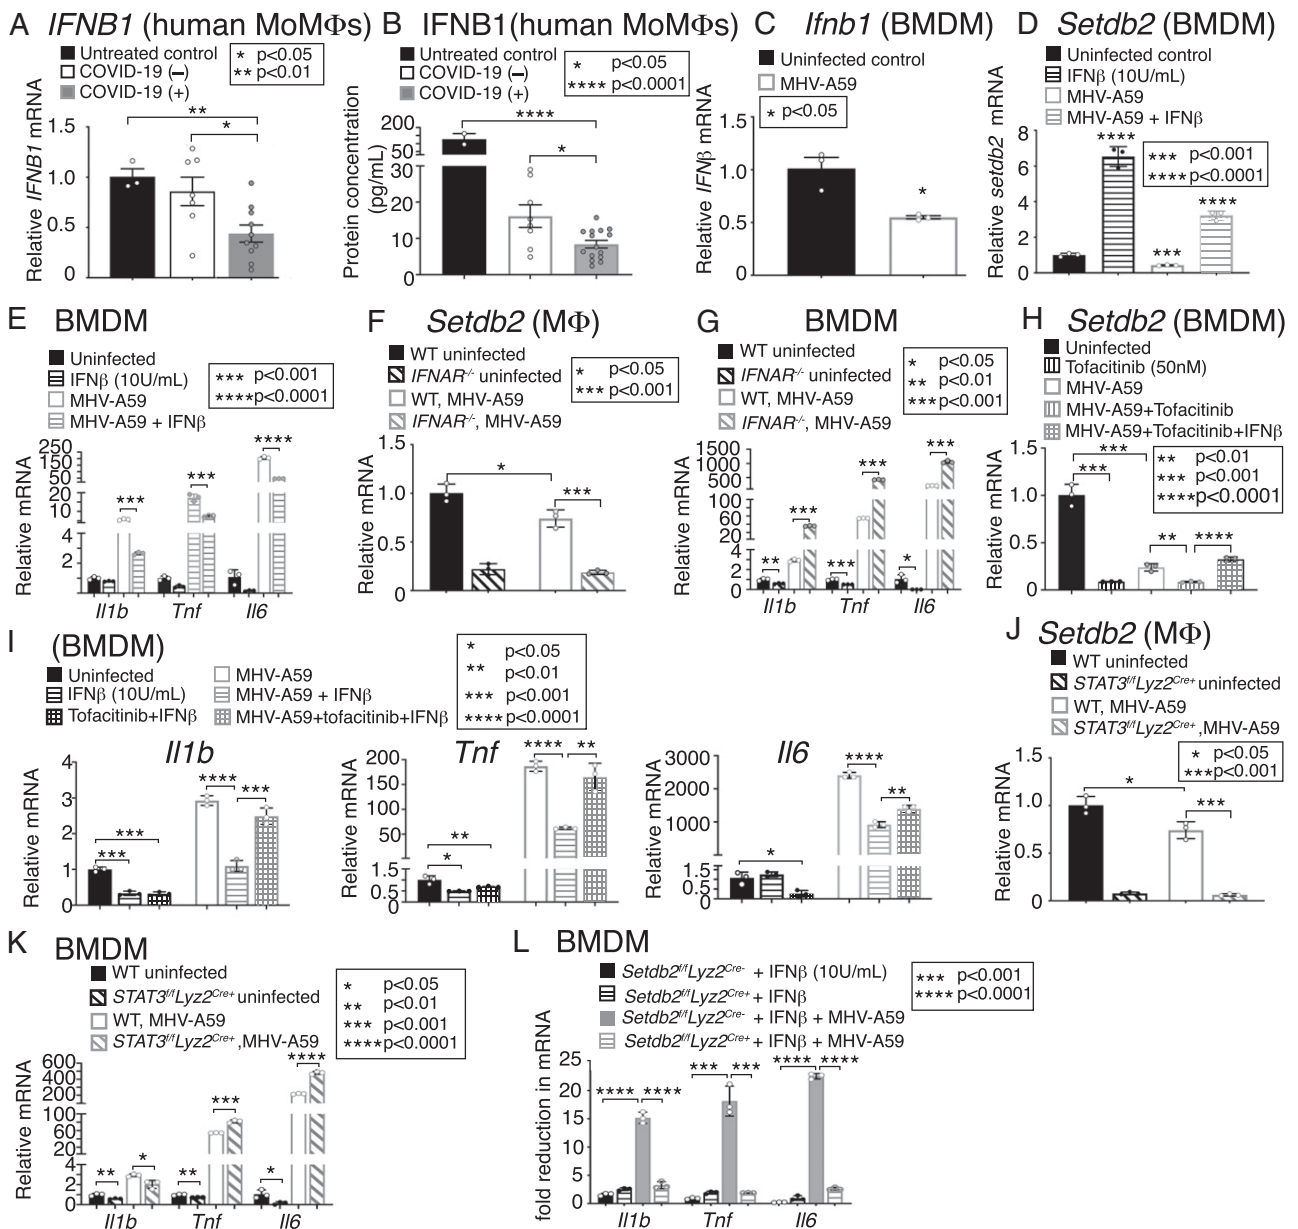 A IFNB1 (human MoMΦs)
Untreated control
COVID-19 (−)
COVID-19 (+)
* p<0.05
** p<0.01
Relative IFNB1 mRNA
1.5
1.0
0.5
0
**
*
B IFNB1(human MoMΦs)
Untreated control
COVID-19 (−)
COVID-19 (+)
* p<0.05
**** p<0.0001
Protein concentration
(pg/mL)
200
50
30
20
10
0
****
*
C Ifnb1 (BMDM)
Uninfected control
MHV-A59
* p<0.05
Relative IFNβ mRNA
1.5
1.0
0.5
0
*
D Setdb2 (BMDM)
Uninfected control
IFNβ (10U/mL)
MHV-A59
MHV-A59 + IFNβ
*** p<0.001
**** p<0.0001
Relative setdb2 mRNA
8
6
4
2
0
****
***
****
E BMDM
Uninfected
IFNβ (10U/mL)
MHV-A59
MHV-A59 + IFNβ
*** p<0.001
****p<0.0001
Relative mRNA
250
150
50
20
10
4
2
0
***
***
****
Il1b Tnf Il6
F Setdb2 (MΦ)
WT uninfected
IFNAR-/- uninfected
WT, MHV-A59
IFNAR-/-, MHV-A59
* p<0.05
*** p<0.001
Relative mRNA
1.5
1.0
0.5
0
*
***
G BMDM
WT uninfected
IFNAR-/- uninfected
WT, MHV-A59
IFNAR-/-, MHV-A59
* p<0.05
** p<0.01
*** p<0.001
Relative mRNA
1500
1000
500
100
60
20
4
3
2
1
0
** ***
*** ***
* ***
Il1b Tnf Il6
H Setdb2 (BMDM)
Uninfected
Tofacitinib (50nM)
MHV-A59
MHV-A59+Tofacitinib
MHV-A59+Tofacitinib+IFNβ
** p<0.01
*** p<0.001
****p<0.0001
Relative mRNA
1.5
1.0
0.5
0
***
***
** ****
I (BMDM)
Uninfected
IFNβ (10U/mL)
Tofacitinib+IFNβ
MHV-A59
MHV-A59 + IFNβ
MHV-A59+tofacitinib+IFNβ
* p<0.05
** p<0.01
*** p<0.001
**** p<0.0001
Il1b
Relative mRNA
4
3
2
1
0
***
***
****
***
Tnf
Relative mRNA
200
150
100
50
1.5
0.5
0
**
*
**** **
Il6
Relative mRNA
3000
2000
1000
1.5
1.0
0
*
****
**
J Setdb2 (MΦ)
WT uninfected
STAT3f/fLyz2Cre+ uninfected
WT, MHV-A59
STAT3f/fLyz2Cre+,MHV-A59
* p<0.05
***p<0.001
Relative mRNA
1.5
1.0
0.5
0
*
***
K BMDM
WT uninfected
STAT3f/fLyz2Cre+ uninfected
WT, MHV-A59
STAT3f/fLyz2Cre+,MHV-A59
* p<0.05
** p<0.01
*** p<0.001
****p<0.0001
Relative mRNA
600
400
200
100
60
20
4
2
0
** *
** ***
* ****
Il1b Tnf Il6
L BMDM
Setdb2f/fLyz2Cre- + IFNβ (10U/mL)
Setdb2f/fLyz2Cre+ + IFNβ
Setdb2f/fLyz2Cre- + IFNβ + MHV-A59
Setdb2f/fLyz2Cre+ + IFNβ + MHV-A59
*** p<0.001
**** p<0.0001
fold reduction in mRNA
25
20
15
10
5
0
**** ****
*** ***
**** ****
Il1b Tnf Il6